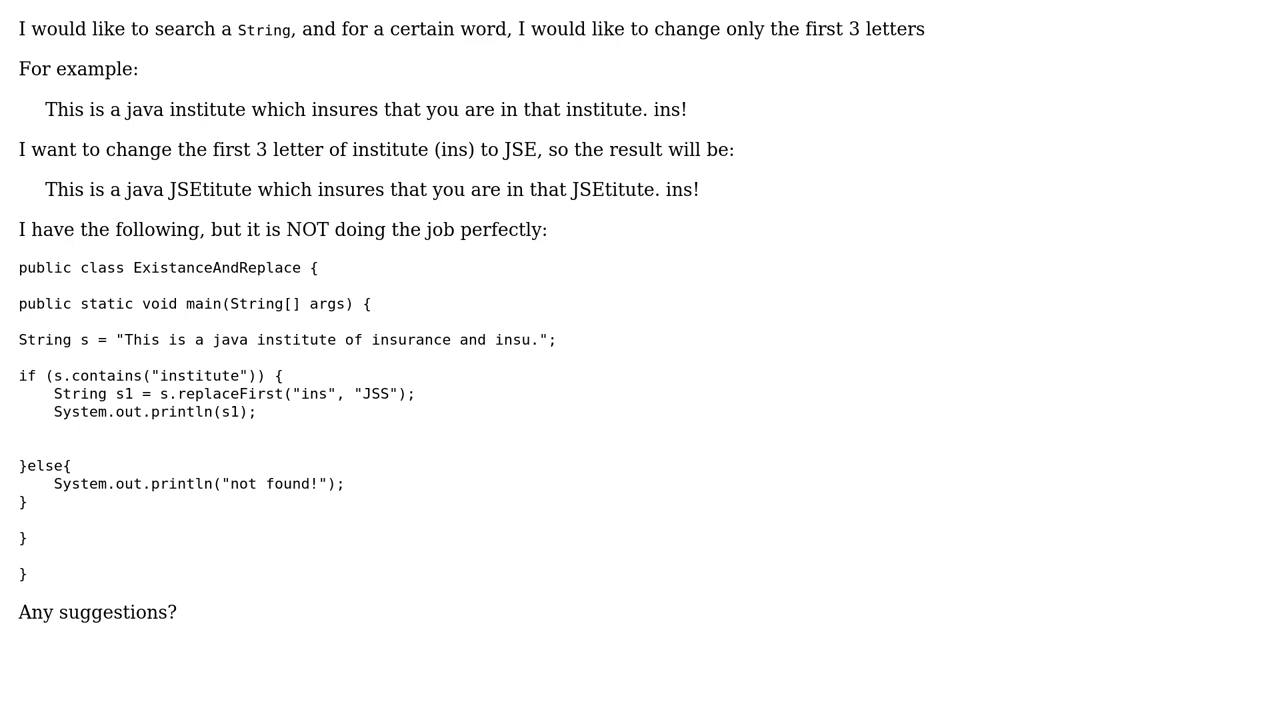 I would like to search a String, and for a certain word, I would like to change only the first 3 letters
For example:
This is a java institute which insures that you are in that institute. ins!
I want to change the first 3 letter of institute (ins) to JSE, so the result will be:
This is a java JSEtitute which insures that you are in that JSEtitute. ins!
I have the following, but it is NOT doing the job perfectly:
public class ExistanceAndReplace {
public static void main(String[] args) {
String s = "This is a java institute of insurance and insu.";
if (s.contains("institute")) {
    String s1 = s.replaceFirst("ins", "JSS");
    System.out.println(s1);
}else{
    System.out.println("not found!");
}
}
}
Any suggestions?